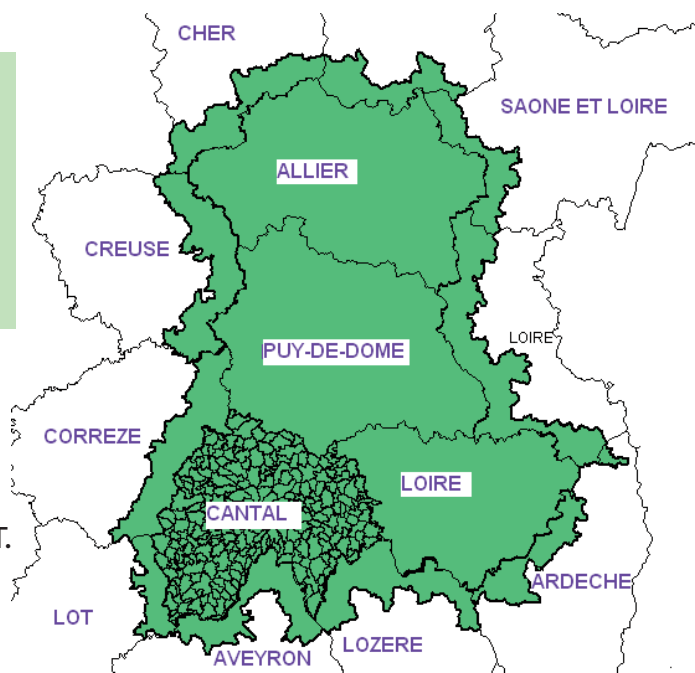 CHER
SAONE ET LOIRE
ALLIER
CREUSE
LOIRE
PUY-DE-DOME
CORREZE
LOIRE
CANTAL
T.
ARDECHE
LOT
LOZERE
AVEYRON